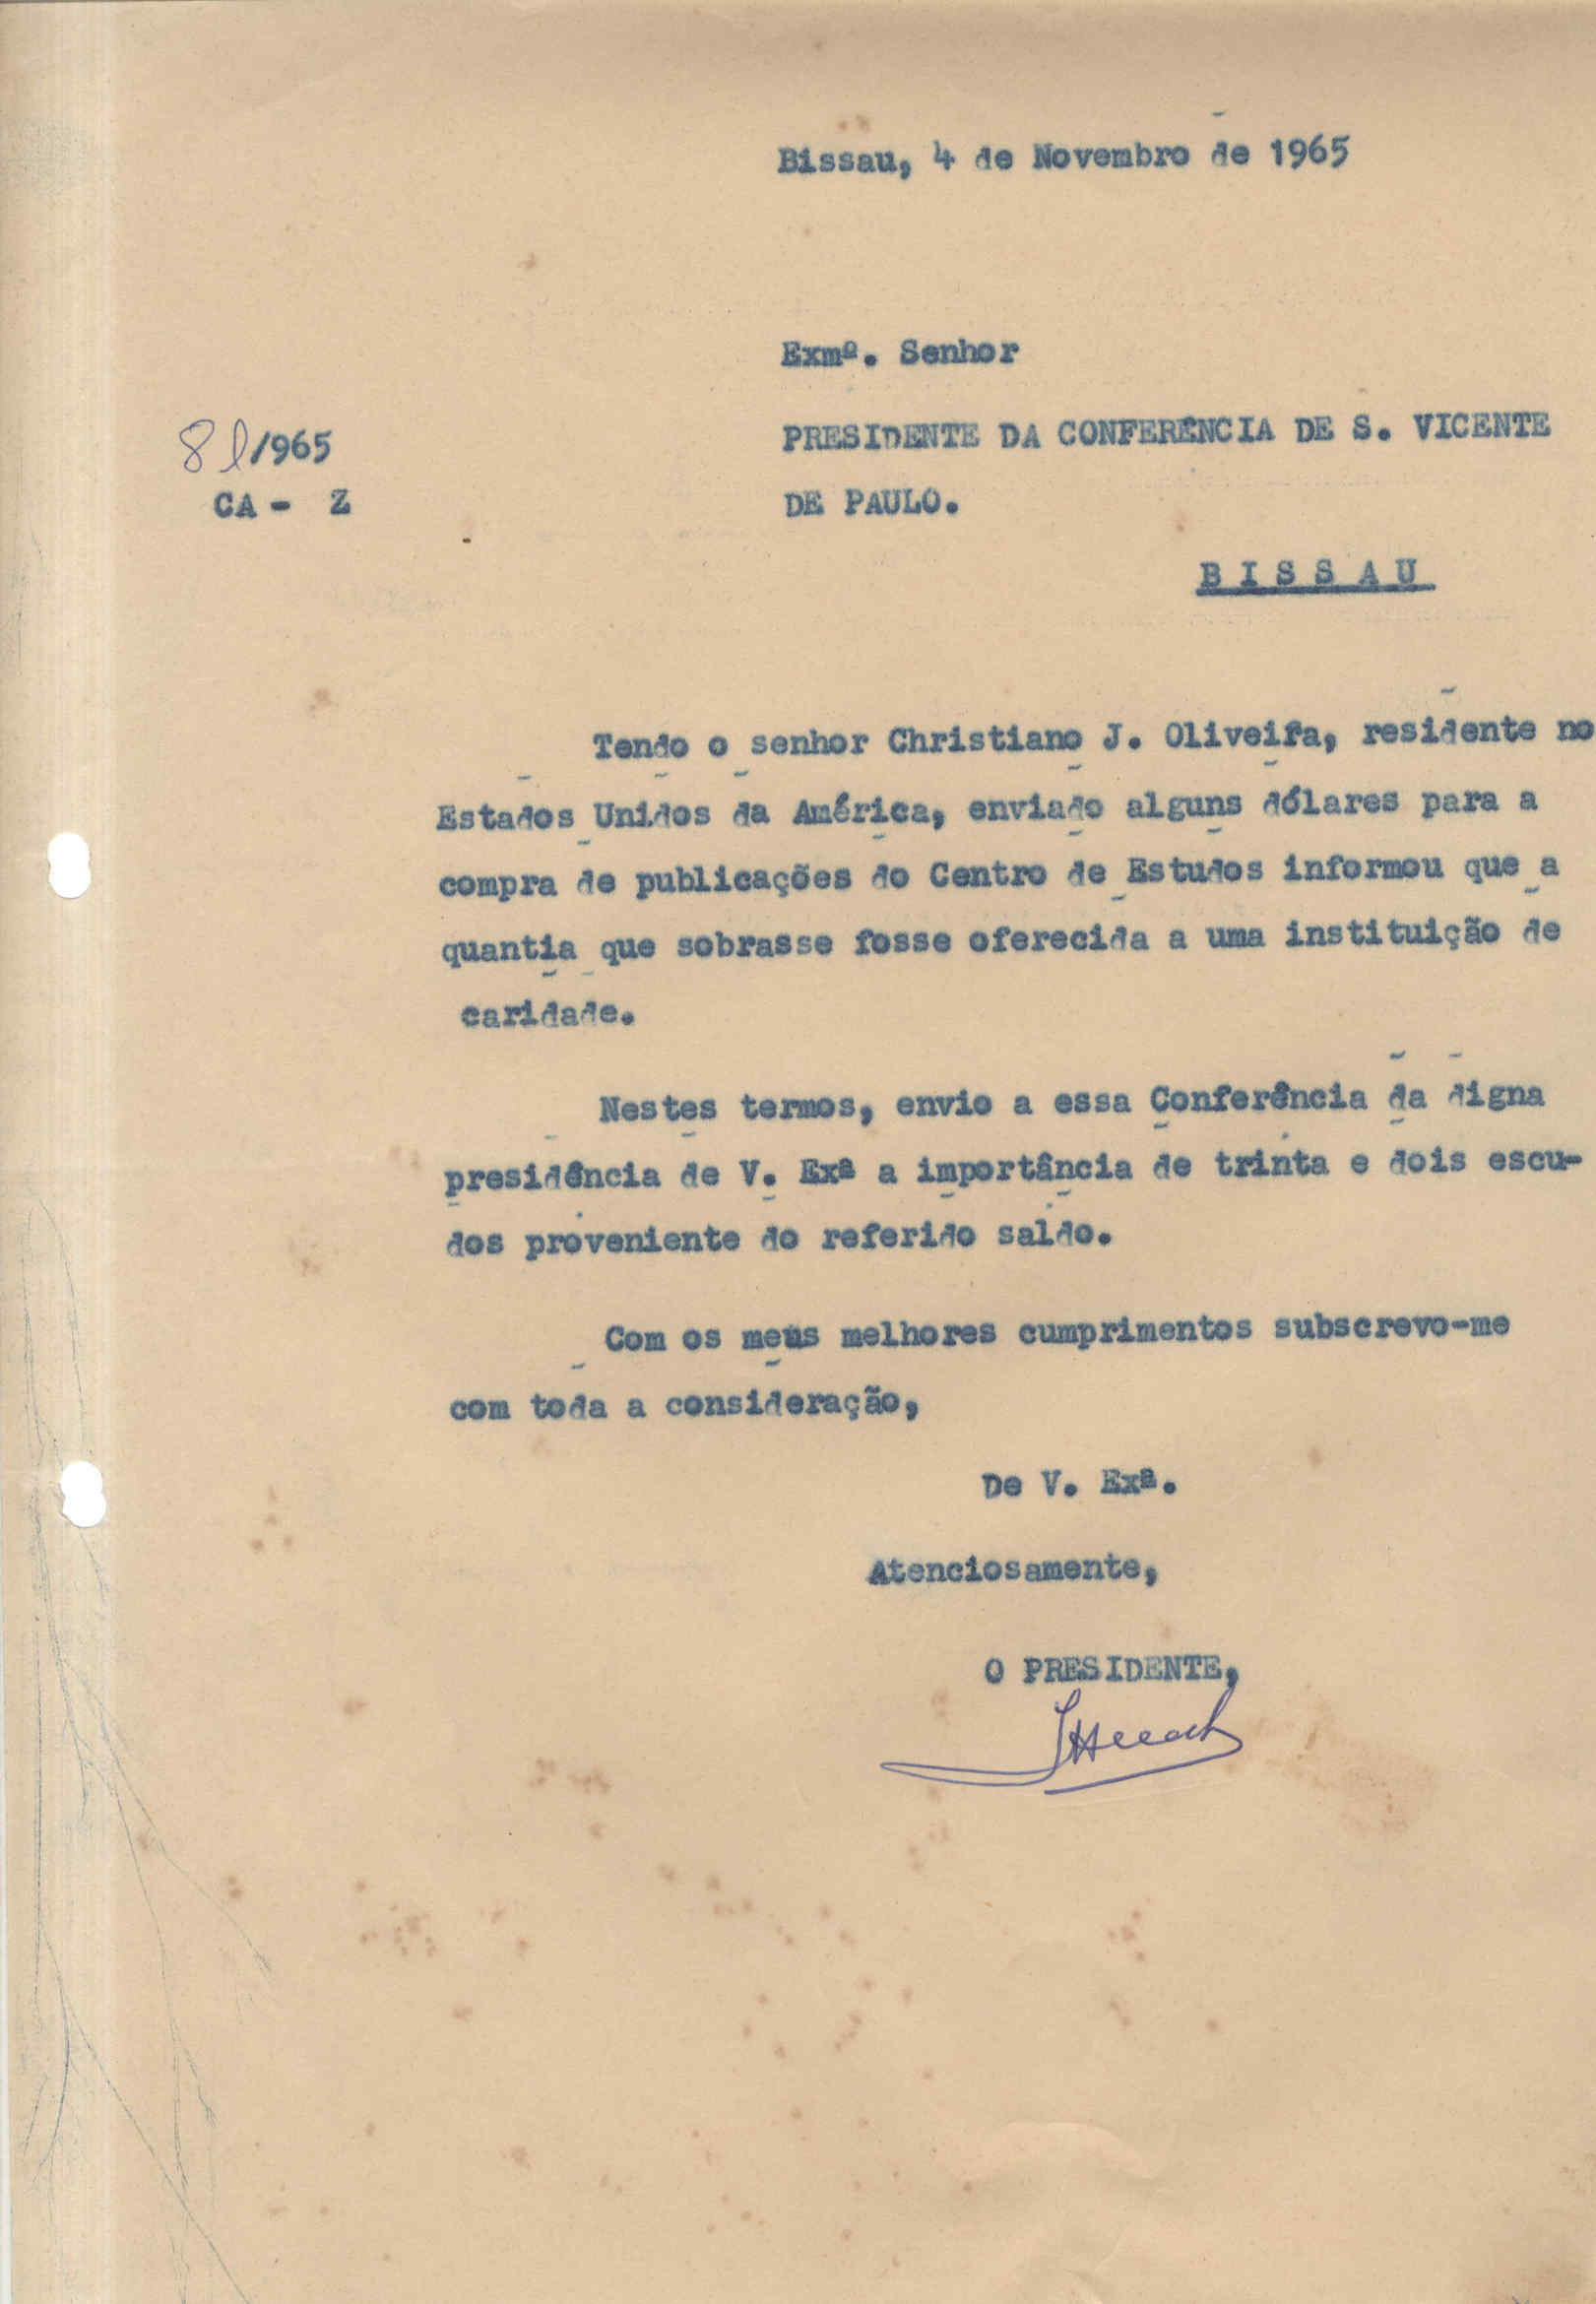 Bissau, 4 de Novembro de 1965
Exmº. Senhor
PRESIDENTE DA CONFERÊNCIA DE S. VICENTE
DE PAULO.
/965
CA - Z
BISSAU
Tendo o senhor Christiano J. Oliveira, residente no
Estados Unidos da América, enviado alguns dólares para a
compra de publicações do Centro de Estudos informou que a
quantia que sobrasse fosse oferecida a uma instituição de
caridade.
Nestes termos, envio a essa Conferência da digna
presidência de V. Exª a importância de trinta e dois escu-
dos proveniente do referido saldo.
Com os meus melhores cumprimentos subscrevo-me
com toda a consideração,
De V. Exª.
Atenciosamente,
O PRESIDENTE,